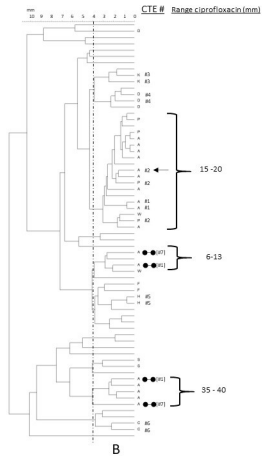 mm CTE # Range ciprofloxacin (mm)
10 9 8 7 6 5 4 3 2 1 0
G
K #3
K
O #4
O #4
O
P
P
A
A
A
A
A #2
A
P #2
A
A #1
A #1
W
P #2
A
15 -20
A [#7]
A [#1]
W
6-13
F
F
H #5
H #5
E
E
A [#1]
A
A
A
A [#7]
35 - 40
C #6
C #6
B